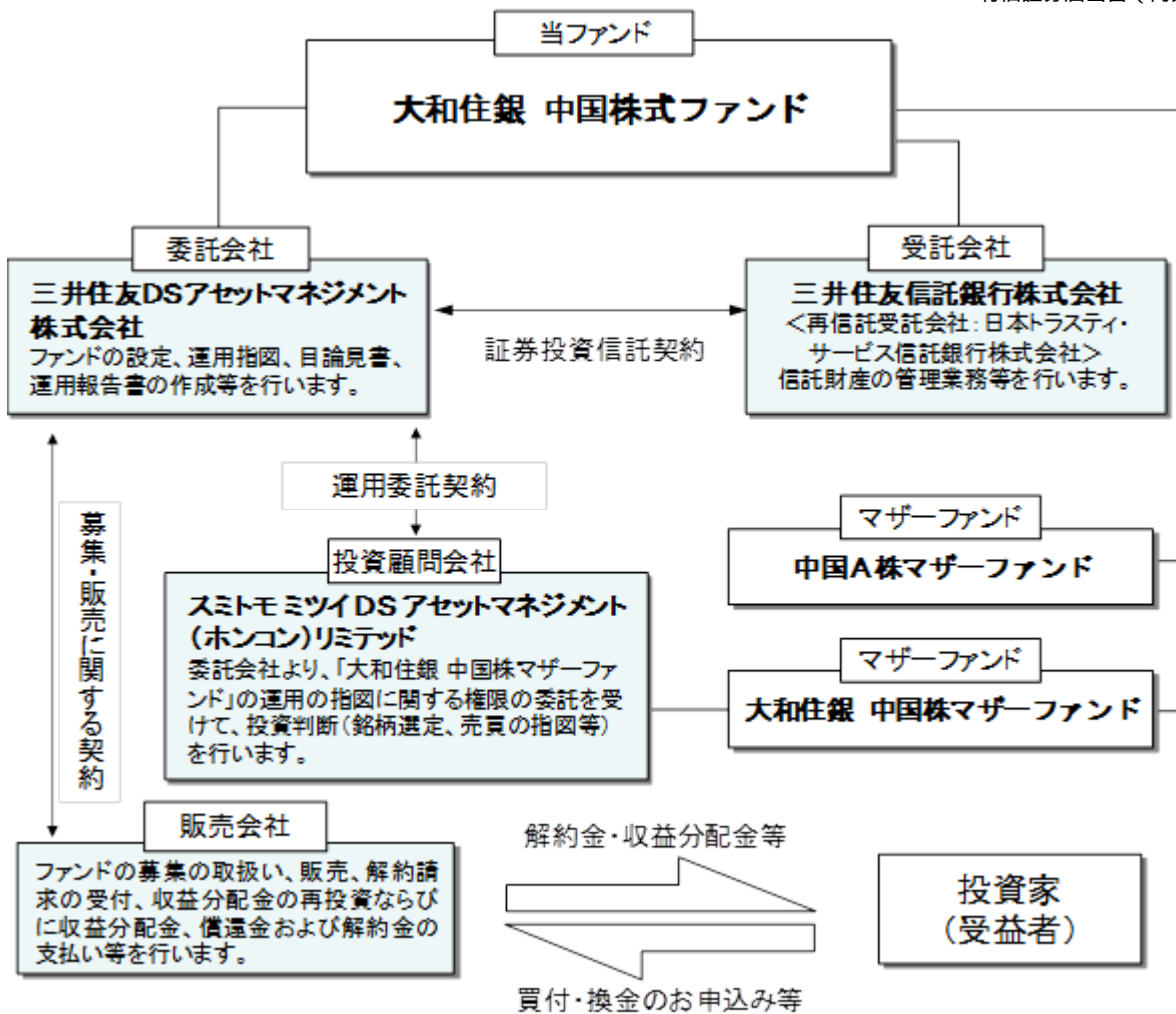 当ファンド
大和住銀 中国株式ファンド
委託会社
三井住友DSアセットマネジメント
株式会社
ファンドの設定、運用指図、目論見書、
運用報告書の作成等を行います。
証券投資信託契約
受託会社
三井住友信託銀行株式会社
＜再信託受託会社：日本トラスティ・
サービス信託銀行株式会社＞
信託財産の管理業務等を行います。
運用委託契約
募集・販売に関する契約
投資顧問会社
スミトモミツイDSアセットマネジメント
（ホンコン）リミテッド
委託会社より、「大和住銀 中国株マザーファ
ンド」の運用の指図に関する権限の委託を受
けて、投資判断（銘柄選定、売買の指図等）
を行います。
マザーファンド
中国A株マザーファンド
マザーファンド
大和住銀 中国株マザーファンド
販売会社
ファンドの募集の取扱い、販売、解約請
求の受付、収益分配金の再投資ならび
に収益分配金、償還金および解約金の
支払い等を行います。
解約金・収益分配金等
買付・換金のお申込み等
投資家
（受益者）